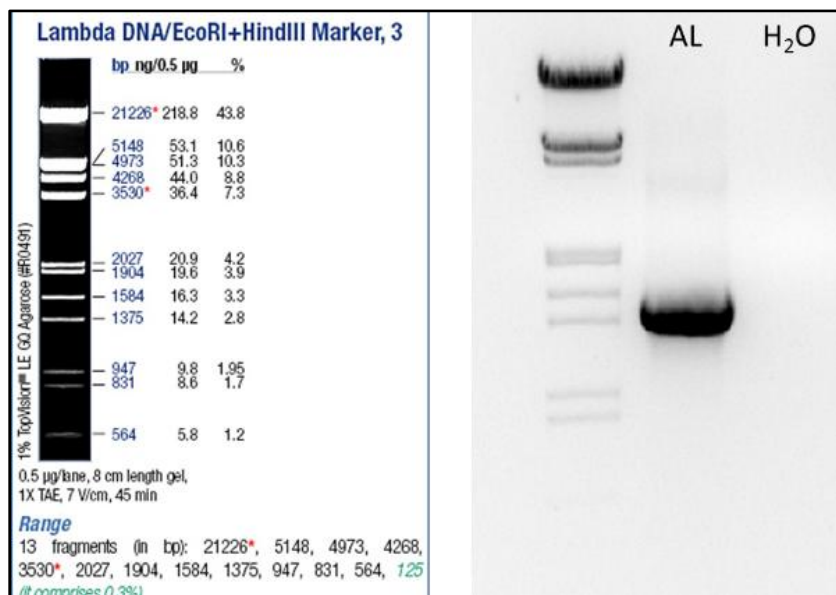 Lambda DNA/EcoRI+HindIII Marker, 3
bp ng/0.5 µg %
21226* 218.8 43.8
5148 53.1 10.6
4973 51.3 10.3
4268 44.0 8.8
3530* 36.4 7.3
2027 20.9 4.2
1904 19.6 3.9
1584 16.3 3.3
1375 14.2 2.8
947 9.8 1.95
831 8.6 1.7
564 5.8 1.2
1% TopVision™ LE GQ Agarose (#R0491)
0.5 µg/lane, 8 cm length gel,
1X TAE, 7 V/cm, 45 min
Range
13 fragments (in bp): 21226*, 5148, 4973, 4268,
3530*, 2027, 1904, 1584, 1375, 947, 831, 564, 125
(it comprises 0.3%)
AL H₂O